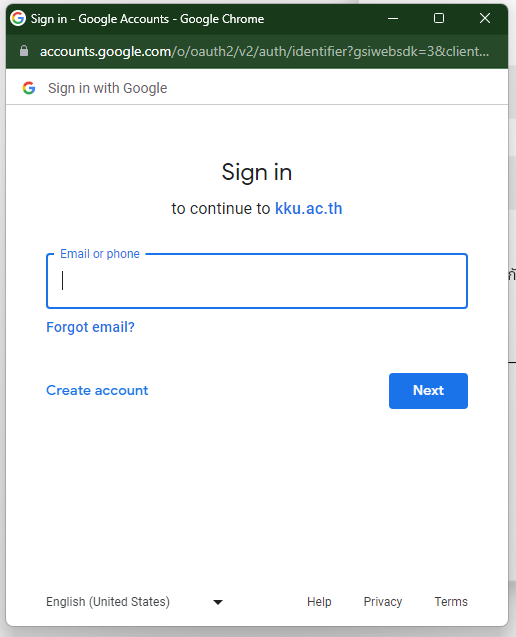 Sign in - Google Accounts - Google Chrome
accounts.google.com/o/oauth2/v2/auth/identifier?gsiwebsdk=3&client...
Sign in with Google
Sign in
to continue to kku.ac.th
Email or phone
Forgot email?
Create account
Next
English (United States)
Help
Privacy
Terms